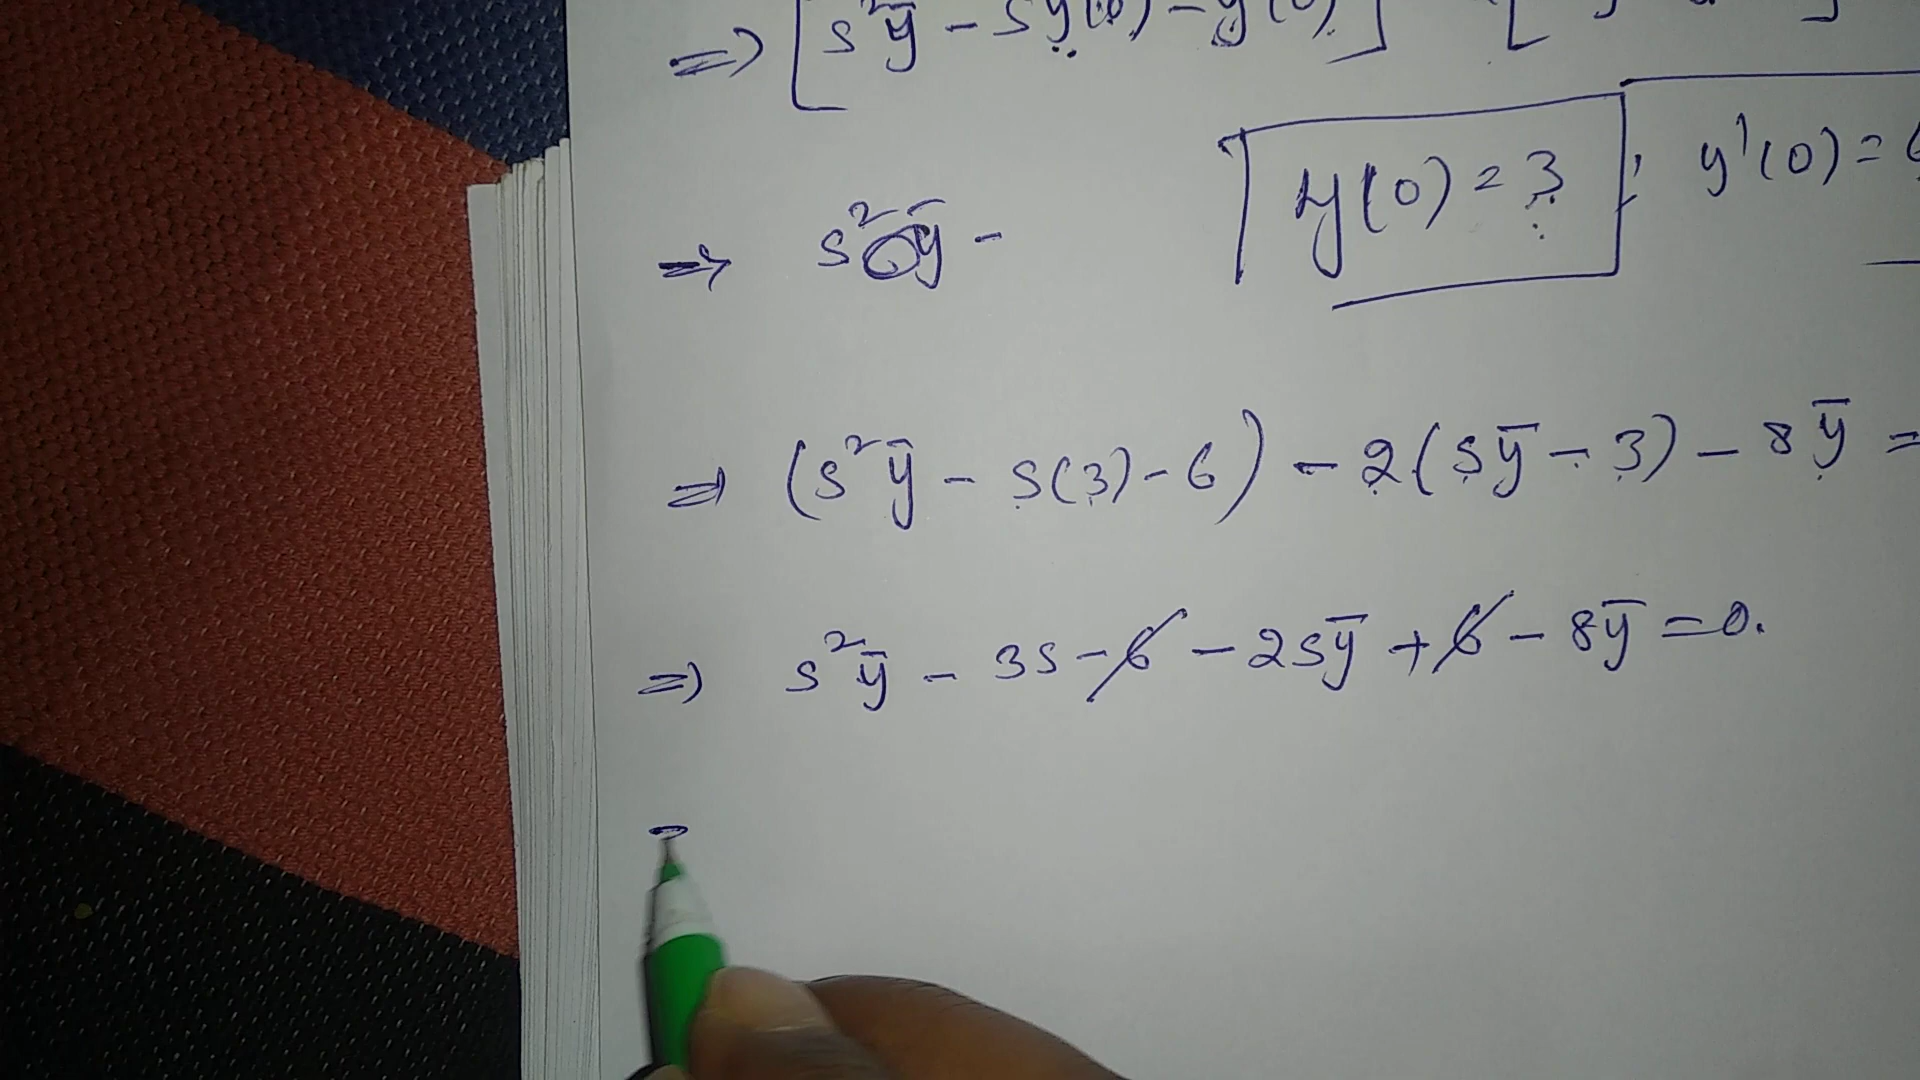 ⇒ [s²ȳ - sy(0) - y'(0)] [
y(0) = 3 ; y'(0) =
⇒ s²ȳ -
⇒ (s²ȳ - s(3) - 6) - 2(sȳ - 3) - 8ȳ =
⇒ s²ȳ - 3s - 6 - 2sȳ + 6 - 8ȳ = 0.